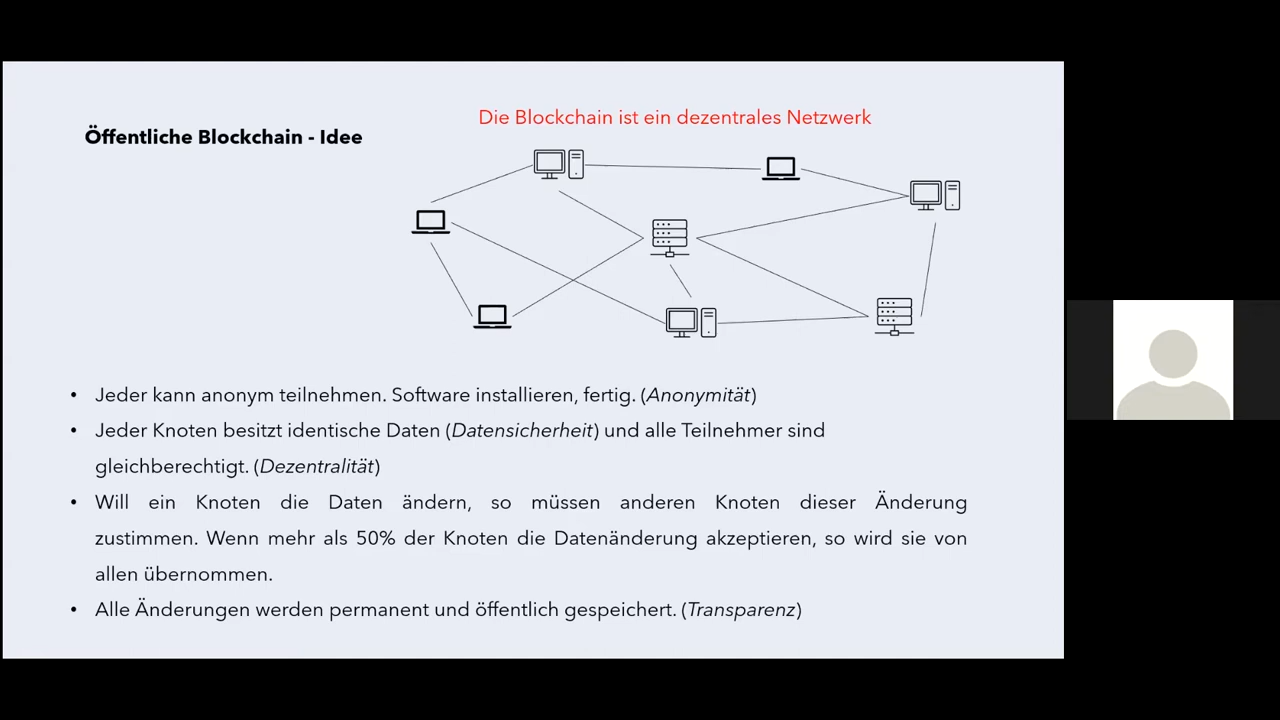 Die Blockchain ist ein dezentrales Netzwerk
Öffentliche Blockchain - Idee
• Jeder kann anonym teilnehmen. Software installieren, fertig. (Anonymität)
• Jeder Knoten besitzt identische Daten (Datensicherheit) und alle Teilnehmer sind
gleichberechtigt. (Dezentralität)
• Will ein Knoten die Daten ändern, so müssen anderen Knoten dieser Änderung
zustimmen. Wenn mehr als 50% der Knoten die Datenänderung akzeptieren, so wird sie von
allen übernommen.
• Alle Änderungen werden permanent und öffentlich gespeichert. (Transparenz)